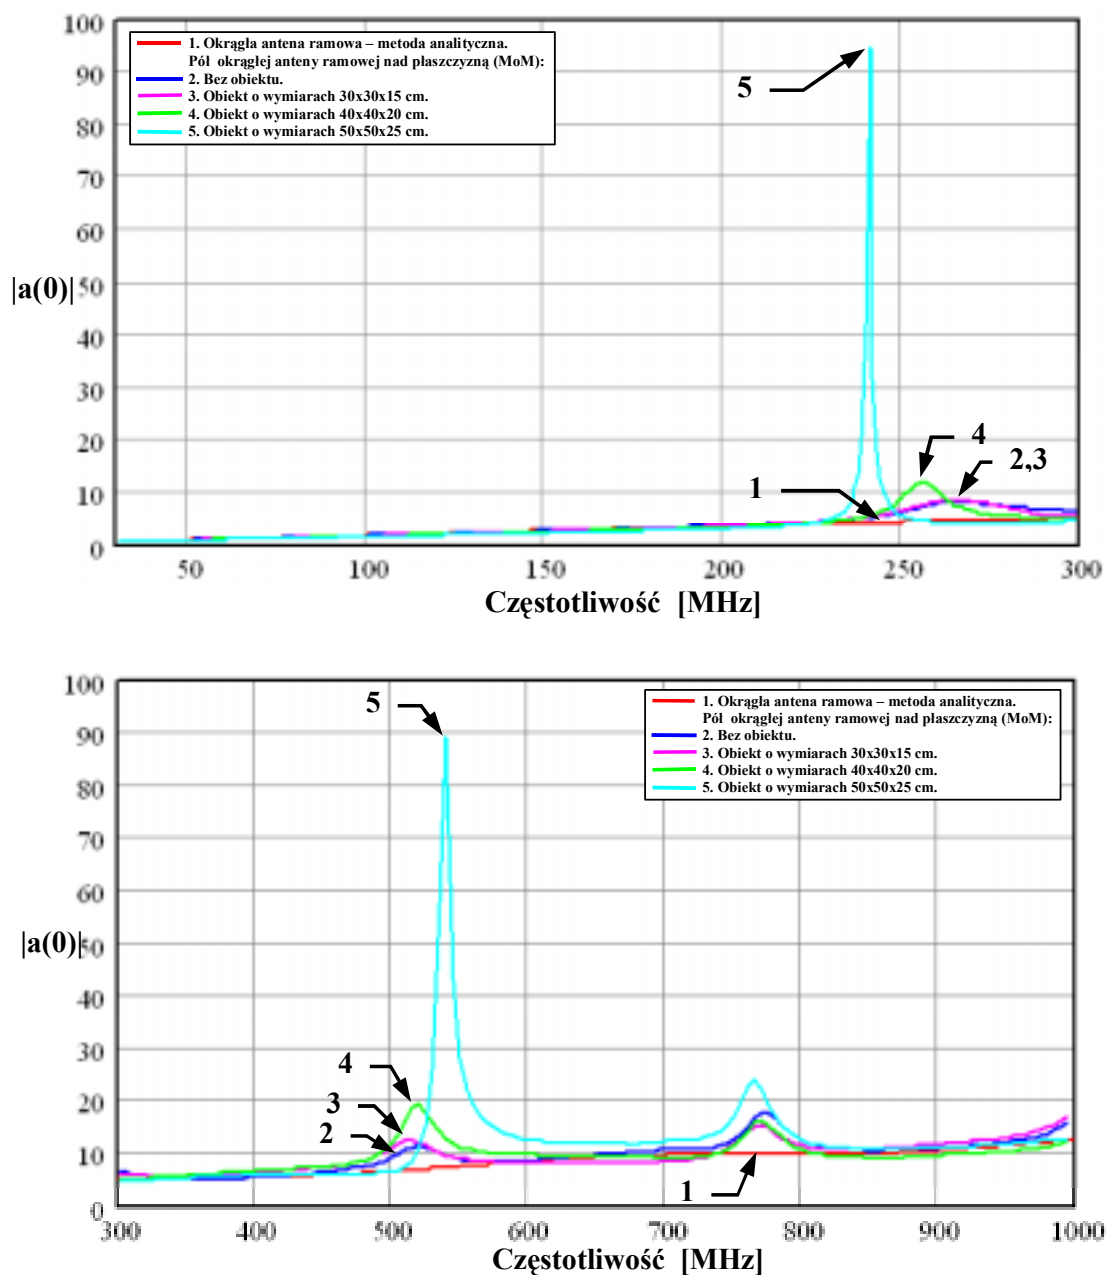 100
90
80
70
60
50
40
30
20
10
0
|a(0)|
1. Okrągła antena ramowa – metoda analityczna.
Pół okrągłej anteny ramowej nad płaszczyzną (MoM):
2. Bez obiektu.
3. Obiekt o wymiarach 30x30x15 cm.
4. Obiekt o wymiarach 40x40x20 cm.
5. Obiekt o wymiarach 50x50x25 cm.
5
4
2,3
1
50 100 150 200 250 300
Częstotliwość [MHz]
100
90
80
70
60
50
40
30
20
10
0
|a(0)|
1. Okrągła antena ramowa – metoda analityczna.
Pół okrągłej anteny ramowej nad płaszczyzną (MoM):
2. Bez obiektu.
3. Obiekt o wymiarach 30x30x15 cm.
4. Obiekt o wymiarach 40x40x20 cm.
5. Obiekt o wymiarach 50x50x25 cm.
5
4
3
2
1
300 400 500 600 700 800 900 1000
Częstotliwość [MHz]